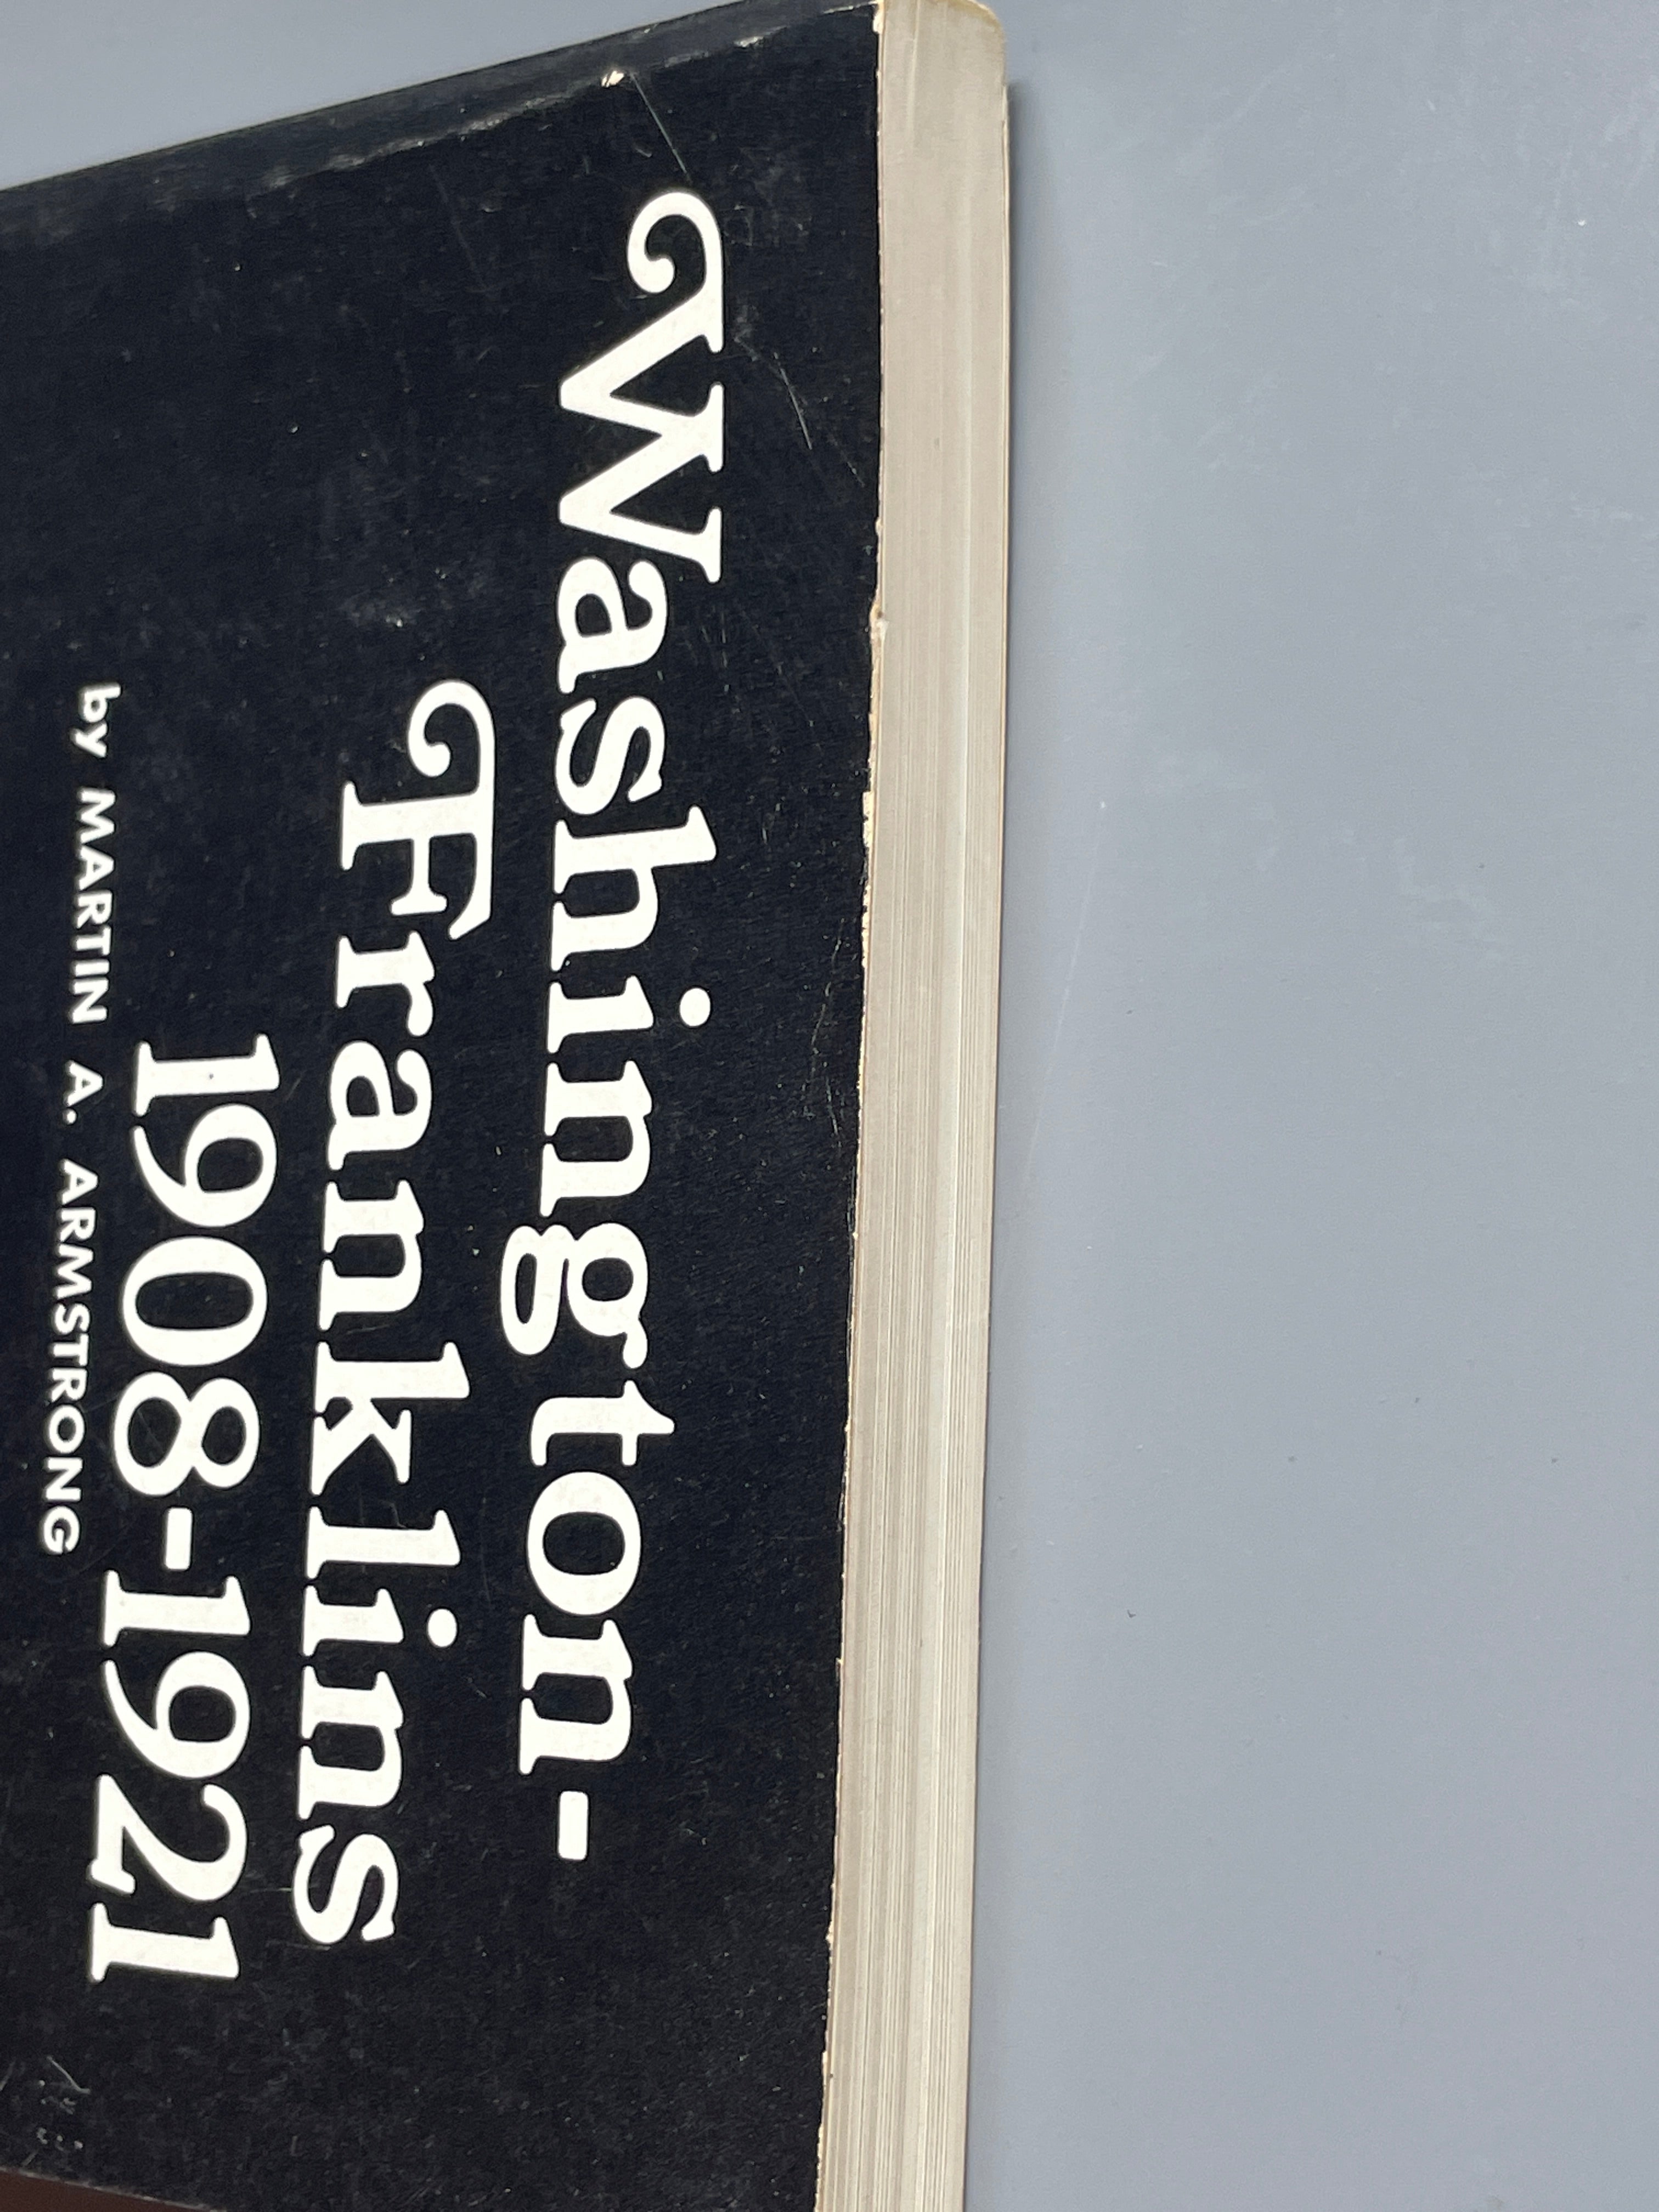 Washington-
Franklins
1908-1921
by MARTIN A. ARMSTRONG